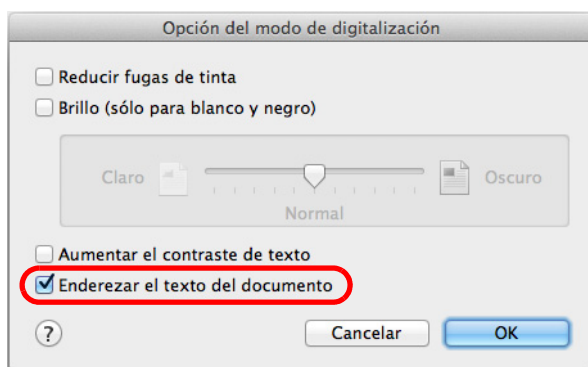 Opción del modo de digitalización
Reducir fugas de tinta
Brillo (sólo para blanco y negro)
Claro
Oscuro
Normal
Aumentar el contraste de texto
Enderezar el texto del documento
?
Cancelar
OK